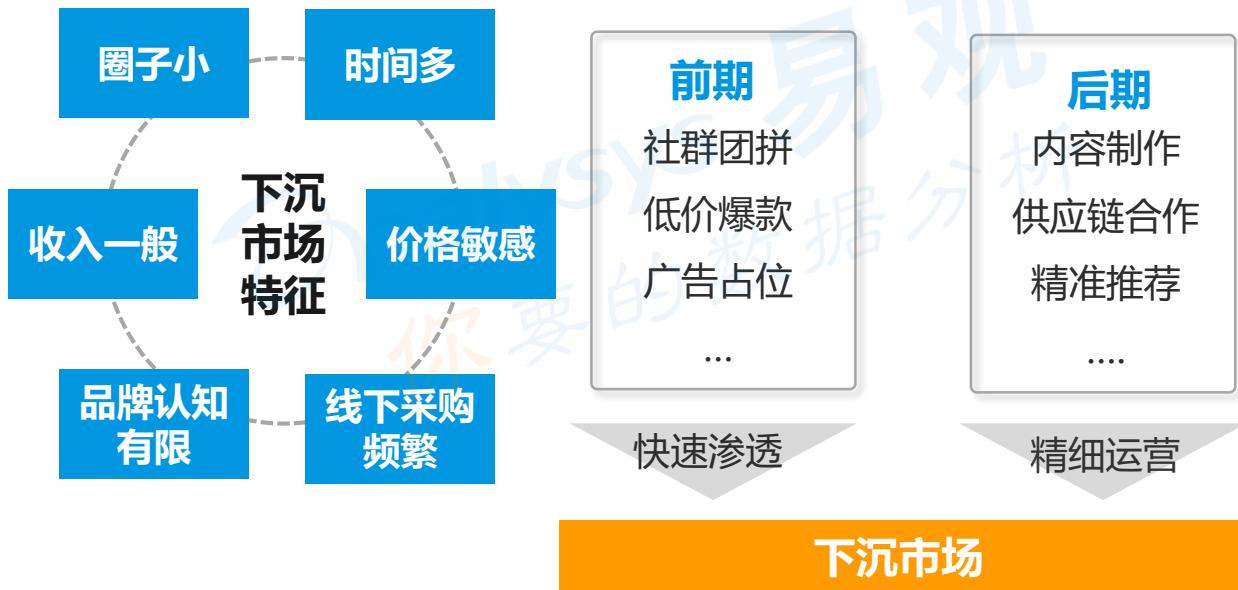 圈子小
时间多
下沉
市场
特征
收入一般
价格敏感
品牌认知
有限
线下采购
频繁
前期
社群团拼
低价爆款
广告占位
...
快速渗透
后期
内容制作
供应链合作
精准推荐
....
精细运营
下沉市场
易观
你要的数据分析